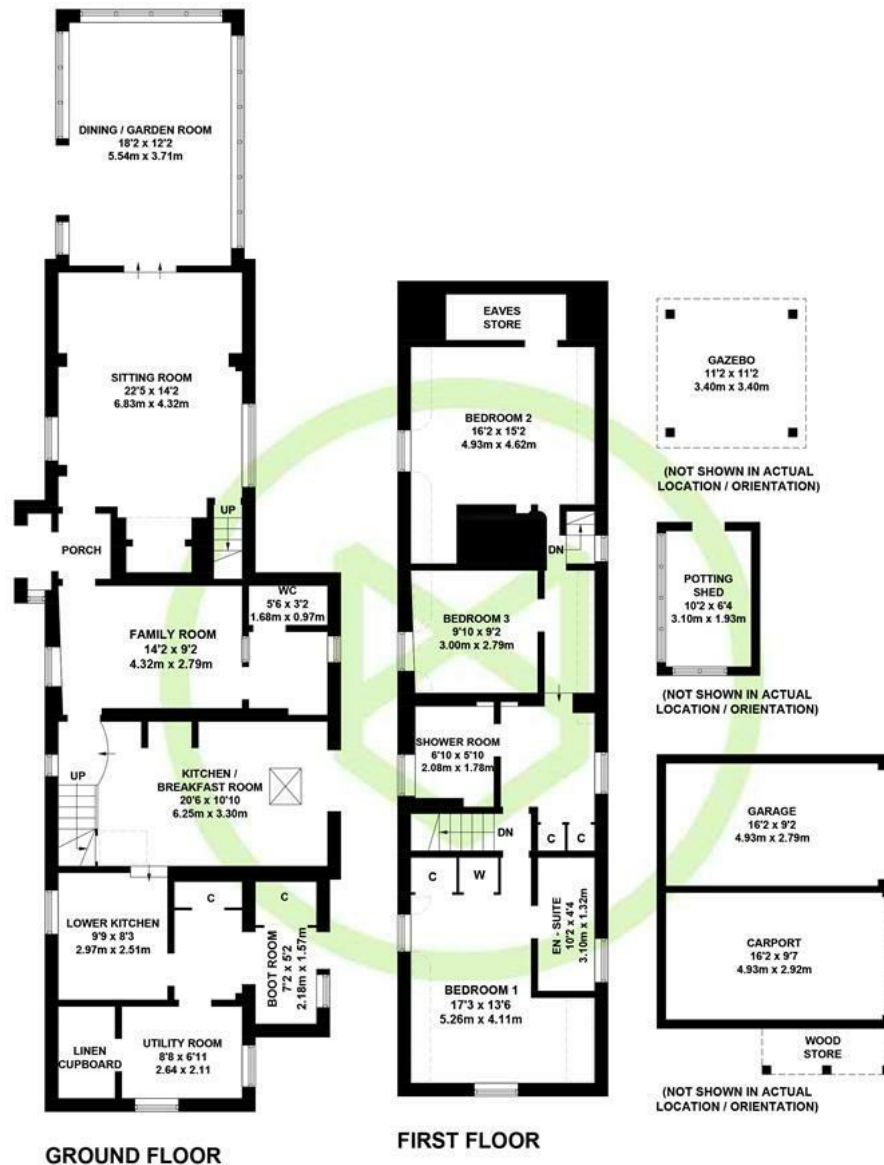 DINING / GARDEN ROOM
18'2 x 12'2
5.54m x 3.71m
SITTING ROOM
22'5 x 14'2
6.83m x 4.32m
UP
PORCH
WC
5'6 x 3'2
1.68m x 0.97m
FAMILY ROOM
14'2 x 9'2
4.32m x 2.79m
UP
KITCHEN /
BREAKFAST ROOM
20'6 x 10'10
6.25m x 3.30m
LOWER KITCHEN
9'9 x 8'3
2.97m x 2.51m
C
C
BOOT ROOM
7'2 x 5'2
2.18m x 1.57m
LINEN
CUPBOARD
UTILITY ROOM
8'8 x 6'11
2.64 x 2.11
GROUND FLOOR
EAVES
STORE
BEDROOM 2
16'2 x 15'2
4.93m x 4.62m
DN
BEDROOM 3
9'10 x 9'2
3.00m x 2.79m
SHOWER ROOM
6'10 x 5'10
2.08m x 1.78m
DN
C
C
C
W
EN - SUITE
10'2 x 4'4
3.10m x 1.32m
BEDROOM 1
17'3 x 13'6
5.26m x 4.11m
FIRST FLOOR
GAZEBO
11'2 x 11'2
3.40m x 3.40m
(NOT SHOWN IN ACTUAL
LOCATION / ORIENTATION)
POTTING
SHED
10'2 x 6'4
3.10m x 1.93m
(NOT SHOWN IN ACTUAL
LOCATION / ORIENTATION)
GARAGE
16'2 x 9'2
4.93m x 2.79m
CARPORT
16'2 x 9'7
4.93m x 2.92m
WOOD
STORE
(NOT SHOWN IN ACTUAL
LOCATION / ORIENTATION)